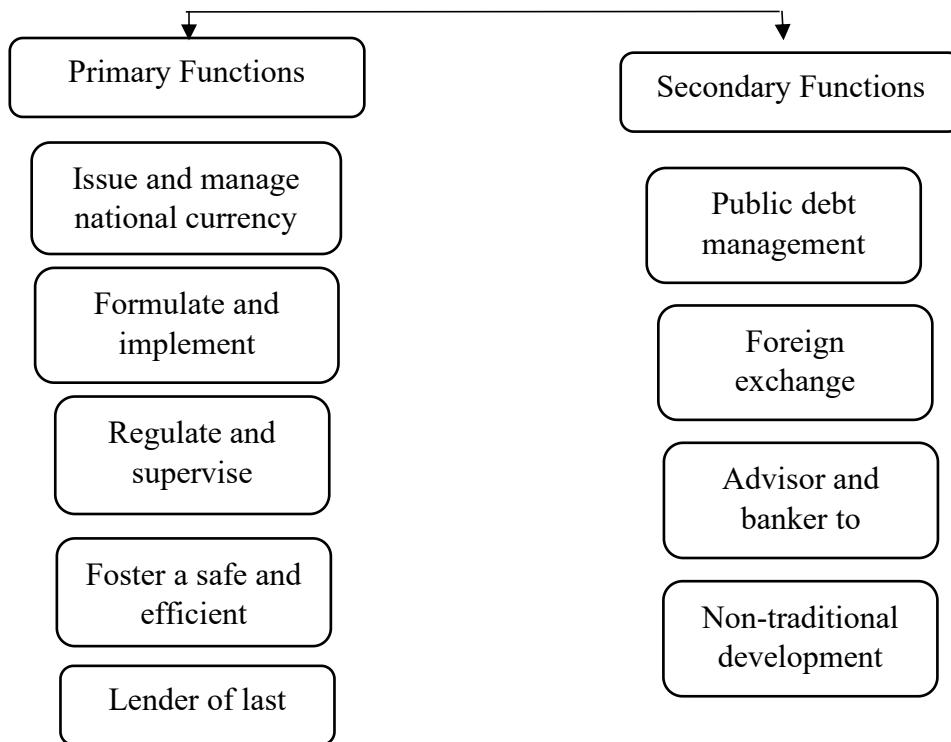 Primary Functions
Issue and manage
national currency
Formulate and
implement
Regulate and
supervise
Foster a safe and
efficient
Lender of last
Secondary Functions
Public debt
management
Foreign
exchange
Advisor and
banker to
Non-traditional
development